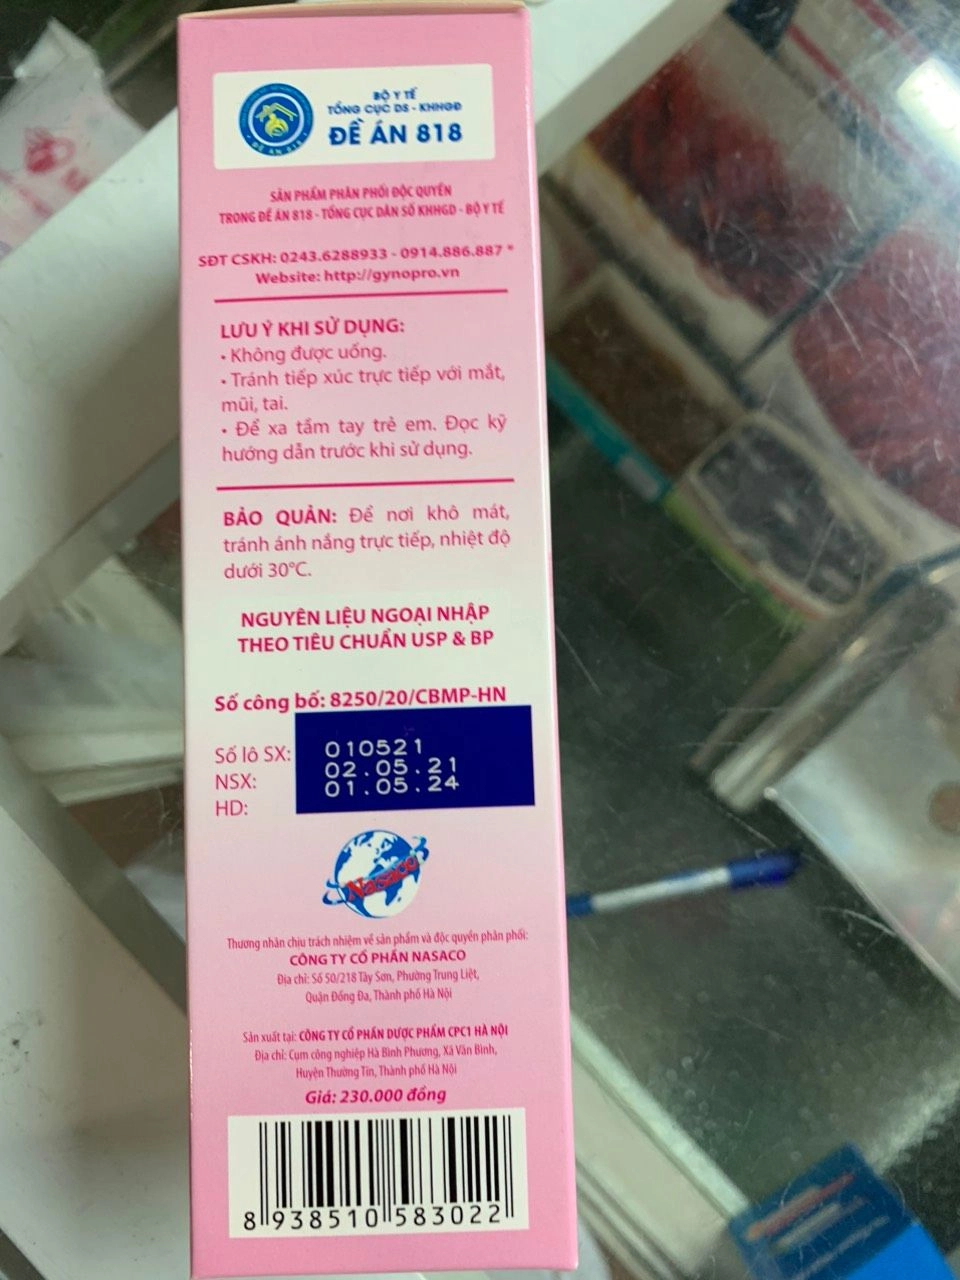 BỘ Y TẾ
TỔNG CỤC DS - KHHGĐ
ĐỀ ÁN 818
ĐỀ ÁN 818
SẢN PHẨM PHÂN PHỐI ĐỘC QUYỀN
TRONG ĐỀ ÁN 818 - TỔNG CỤC DÂN SỐ KHHGD - BỘ Y TẾ
SĐT CSKH: 0243.6288933 - 0914.886.887 *
Website: http://gynopro.vn
LƯU Ý KHI SỬ DỤNG:
• Không được uống.
• Tránh tiếp xúc trực tiếp với mắt,
mũi, tai.
• Để xa tầm tay trẻ em. Đọc kỹ
hướng dẫn trước khi sử dụng.
BẢO QUẢN: Để nơi khô mát,
tránh ánh nắng trực tiếp, nhiệt độ
dưới 30°C.
NGUYÊN LIỆU NGOẠI NHẬP
THEO TIÊU CHUẨN USP & BP
Số công bố: 8250/20/CBMP-HN
Số lô SX: 010521
NSX: 02.05.21
HD: 01.05.24
Nasaco
Thương nhân chịu trách nhiệm về sản phẩm và độc quyền phân phối:
CÔNG TY CỔ PHẦN NASACO
Địa chỉ: Số 50/218 Tây Sơn, Phường Trung Liệt,
Quận Đống Đa, Thành phố Hà Nội
Sản xuất tại: CÔNG TY CỔ PHẦN DƯỢC PHẨM CPC1 HÀ NỘI
Địa chỉ: Cụm công nghiệp Hà Bình Phương, Xã Văn Bình,
Huyện Thường Tín, Thành phố Hà Nội
Giá: 230.000 đồng
8 938510 583022